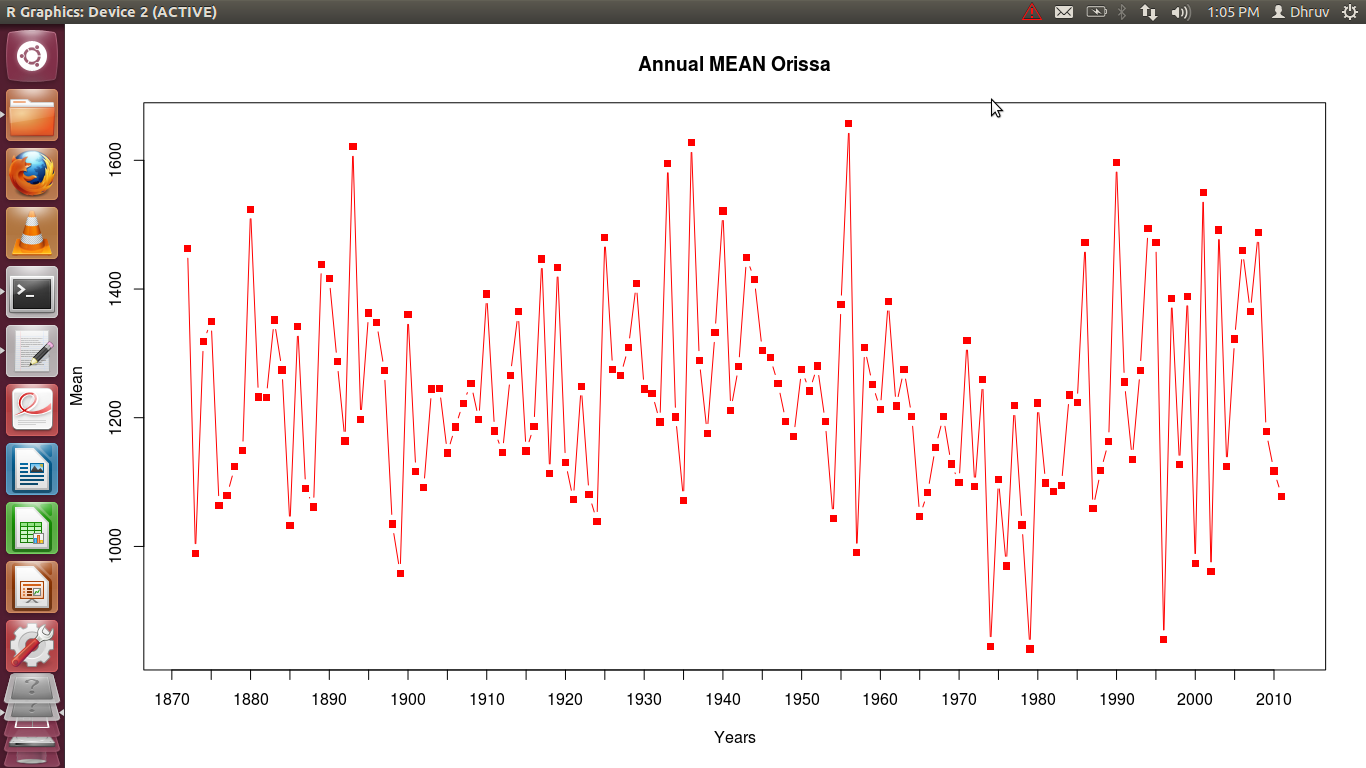 R Graphics: Device 2 (ACTIVE)
1:05 PM Dhruv
Annual MEAN Orissa
Mean
1600
1400
1200
1000
1870 1880 1890 1900 1910 1920 1930 1940 1950 1960 1970 1980 1990 2000 2010
Years
>_
? 
?